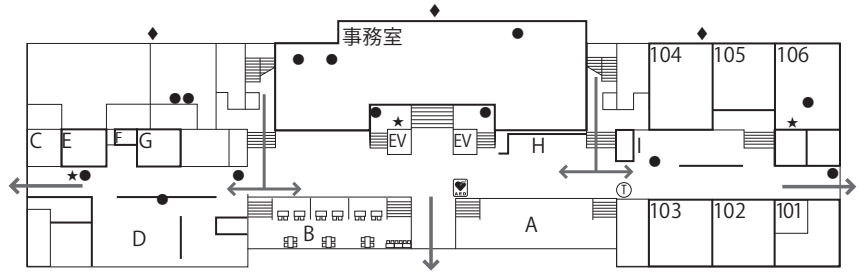 事務室
104 105 106
C E F G EV EV H I
AED
T
D B A 103 102 101